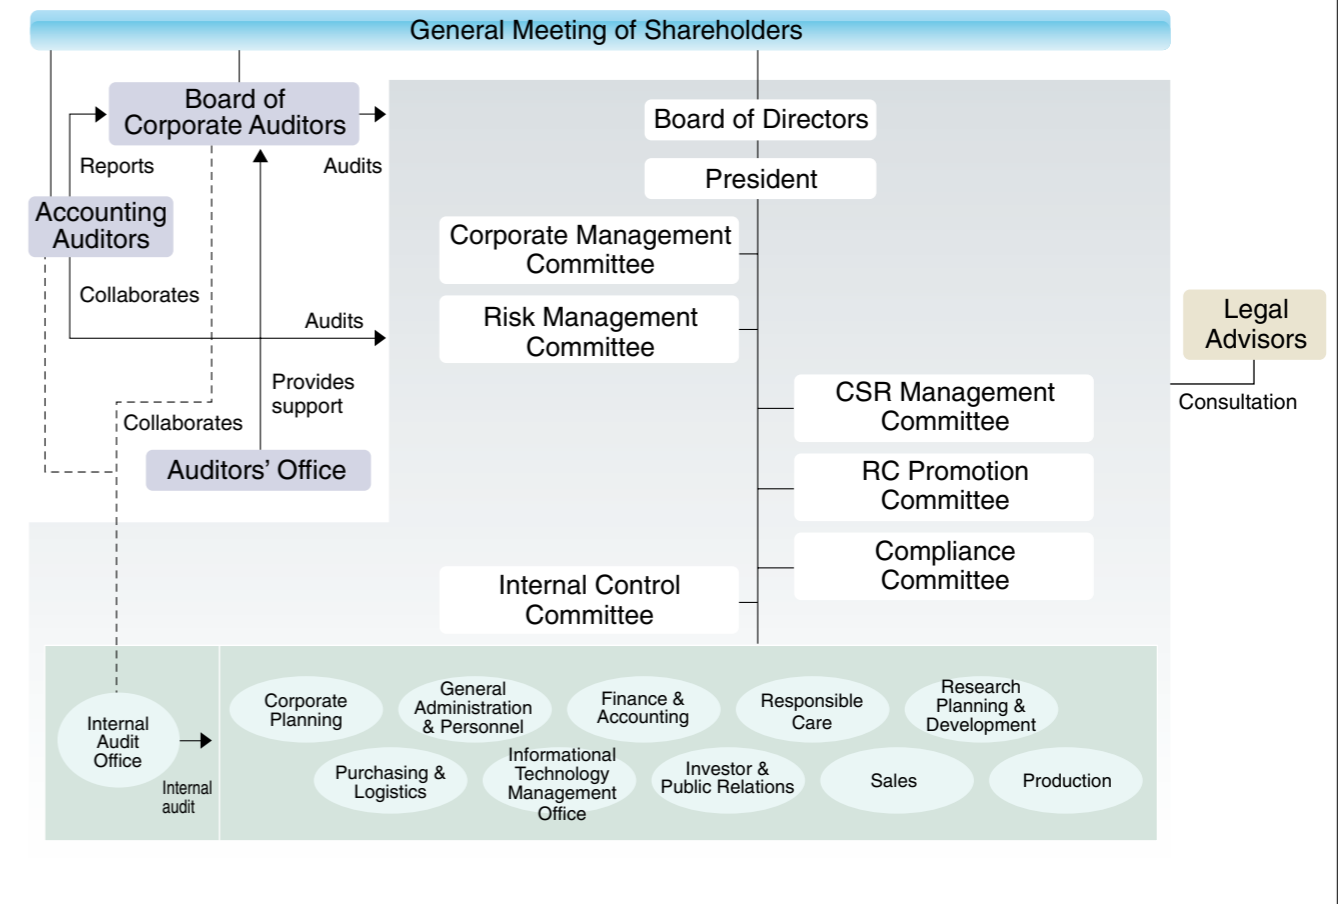 General Meeting of Shareholders
Board of
Corporate Auditors
Reports
Audits
Accounting
Auditors
Collaborates
Audits
Provides
support
Collaborates
Auditors’ Office
Board of Directors
President
Corporate Management
Committee
Risk Management
Committee
CSR Management
Committee
RC Promotion
Committee
Compliance
Committee
Internal Control
Committee
Legal
Advisors
Consultation
Internal
Audit
Office
Internal
audit
Corporate
Planning
General
Administration
& Personnel
Finance &
Accounting
Responsible
Care
Research
Planning &
Development
Purchasing &
Logistics
Informational
Technology
Management
Office
Investor &
Public Relations
Sales
Production